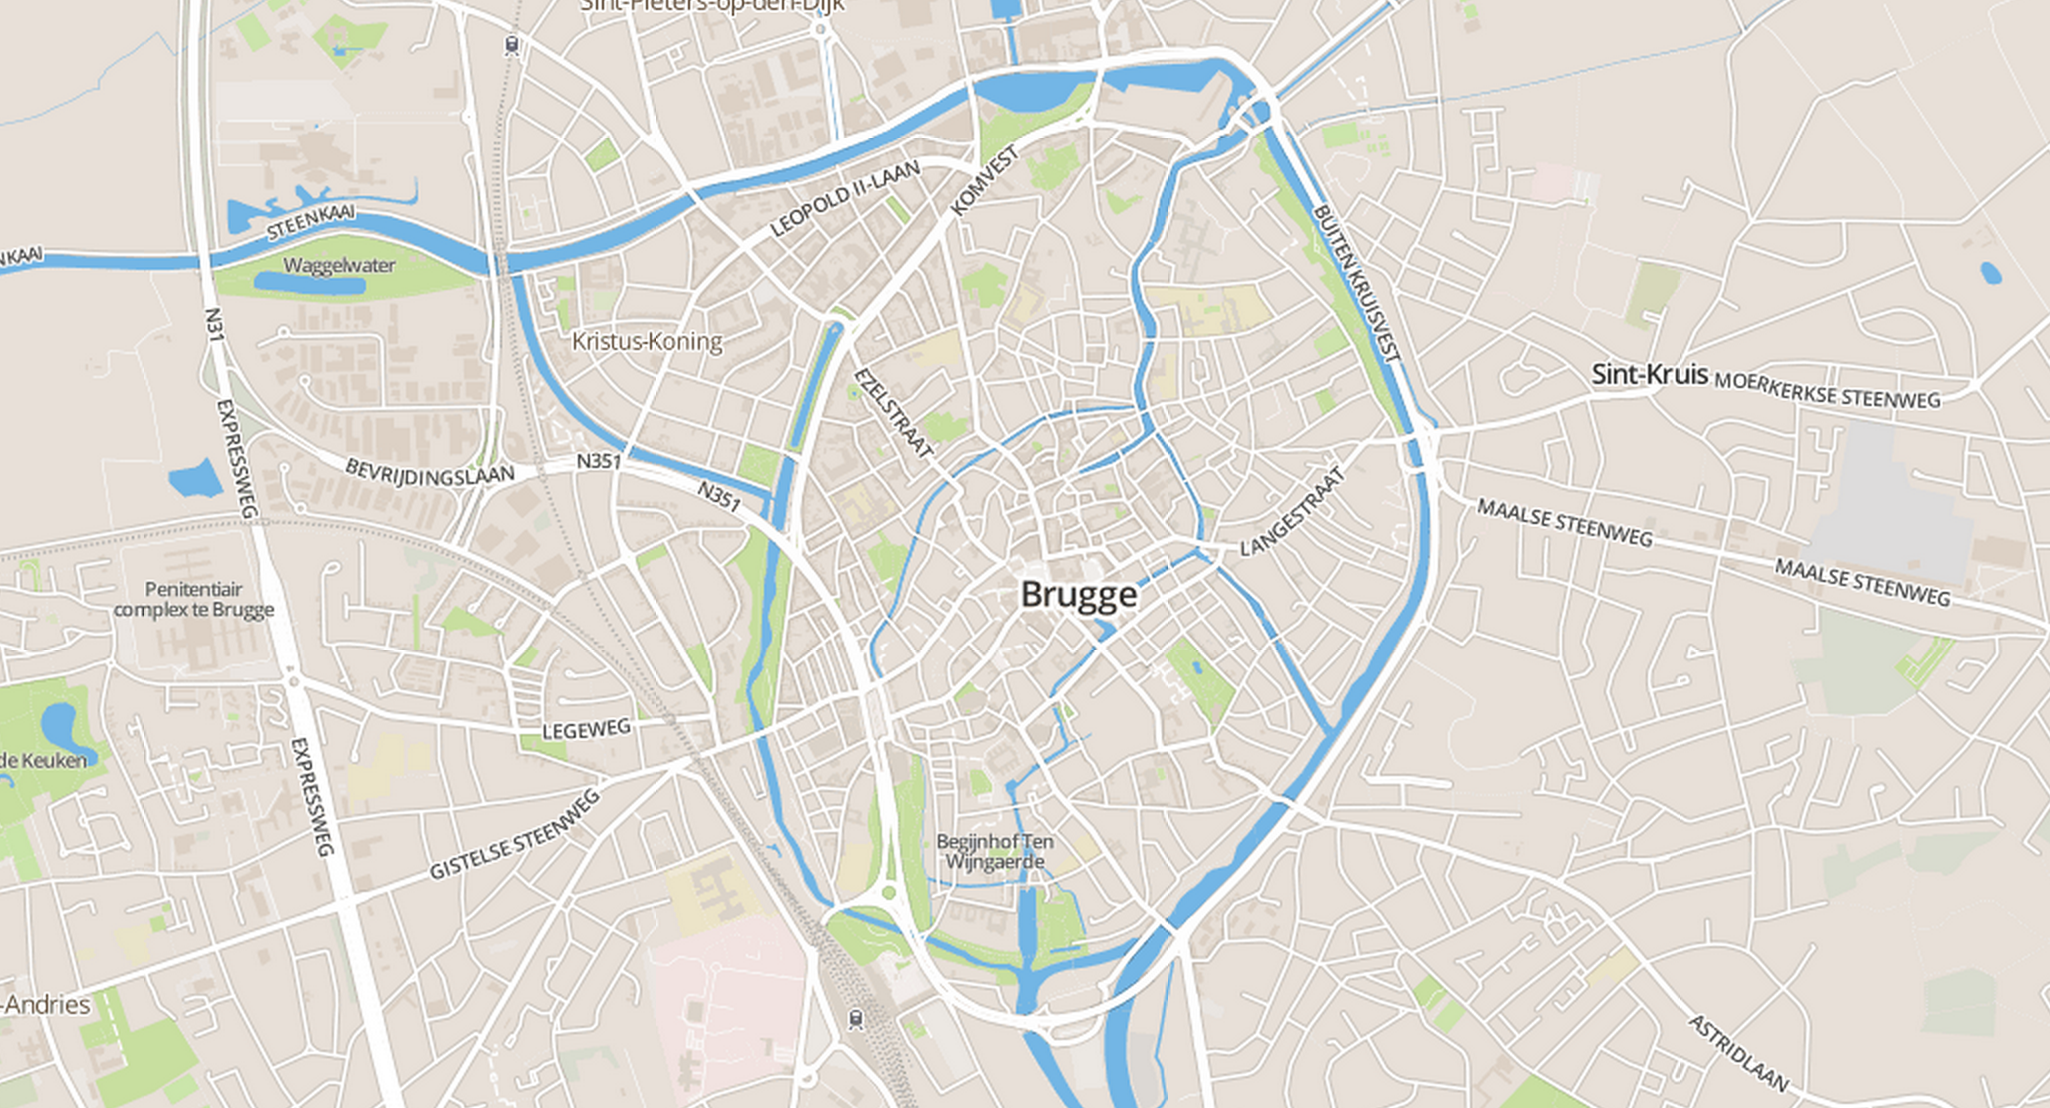 Sint-Pieters-op-den-Dijk
STEENKAAI
NKAAI
Waggelwater
LEOPOLD II-LAAN
KOMVEST
BUITEN KRUISVEST
N31
Kristus-Koning
EZELSTRAAT
Sint-Kruis
MOERKERKSE STEENWEG
EXPRESSWEG
BEVRIJDINGSLAAN
N351
N351
LANGESTRAAT
MAALSE STEENWEG
MAALSE STEENWEG
Penitentiair
complex te Brugge
Brugge
LEGEWEG
de Keuken
EXPRESSWEG
GISTELSE STEENWEG
Begijnhof Ten
Wijngaerde
-Andries
ASTRIDLAAN